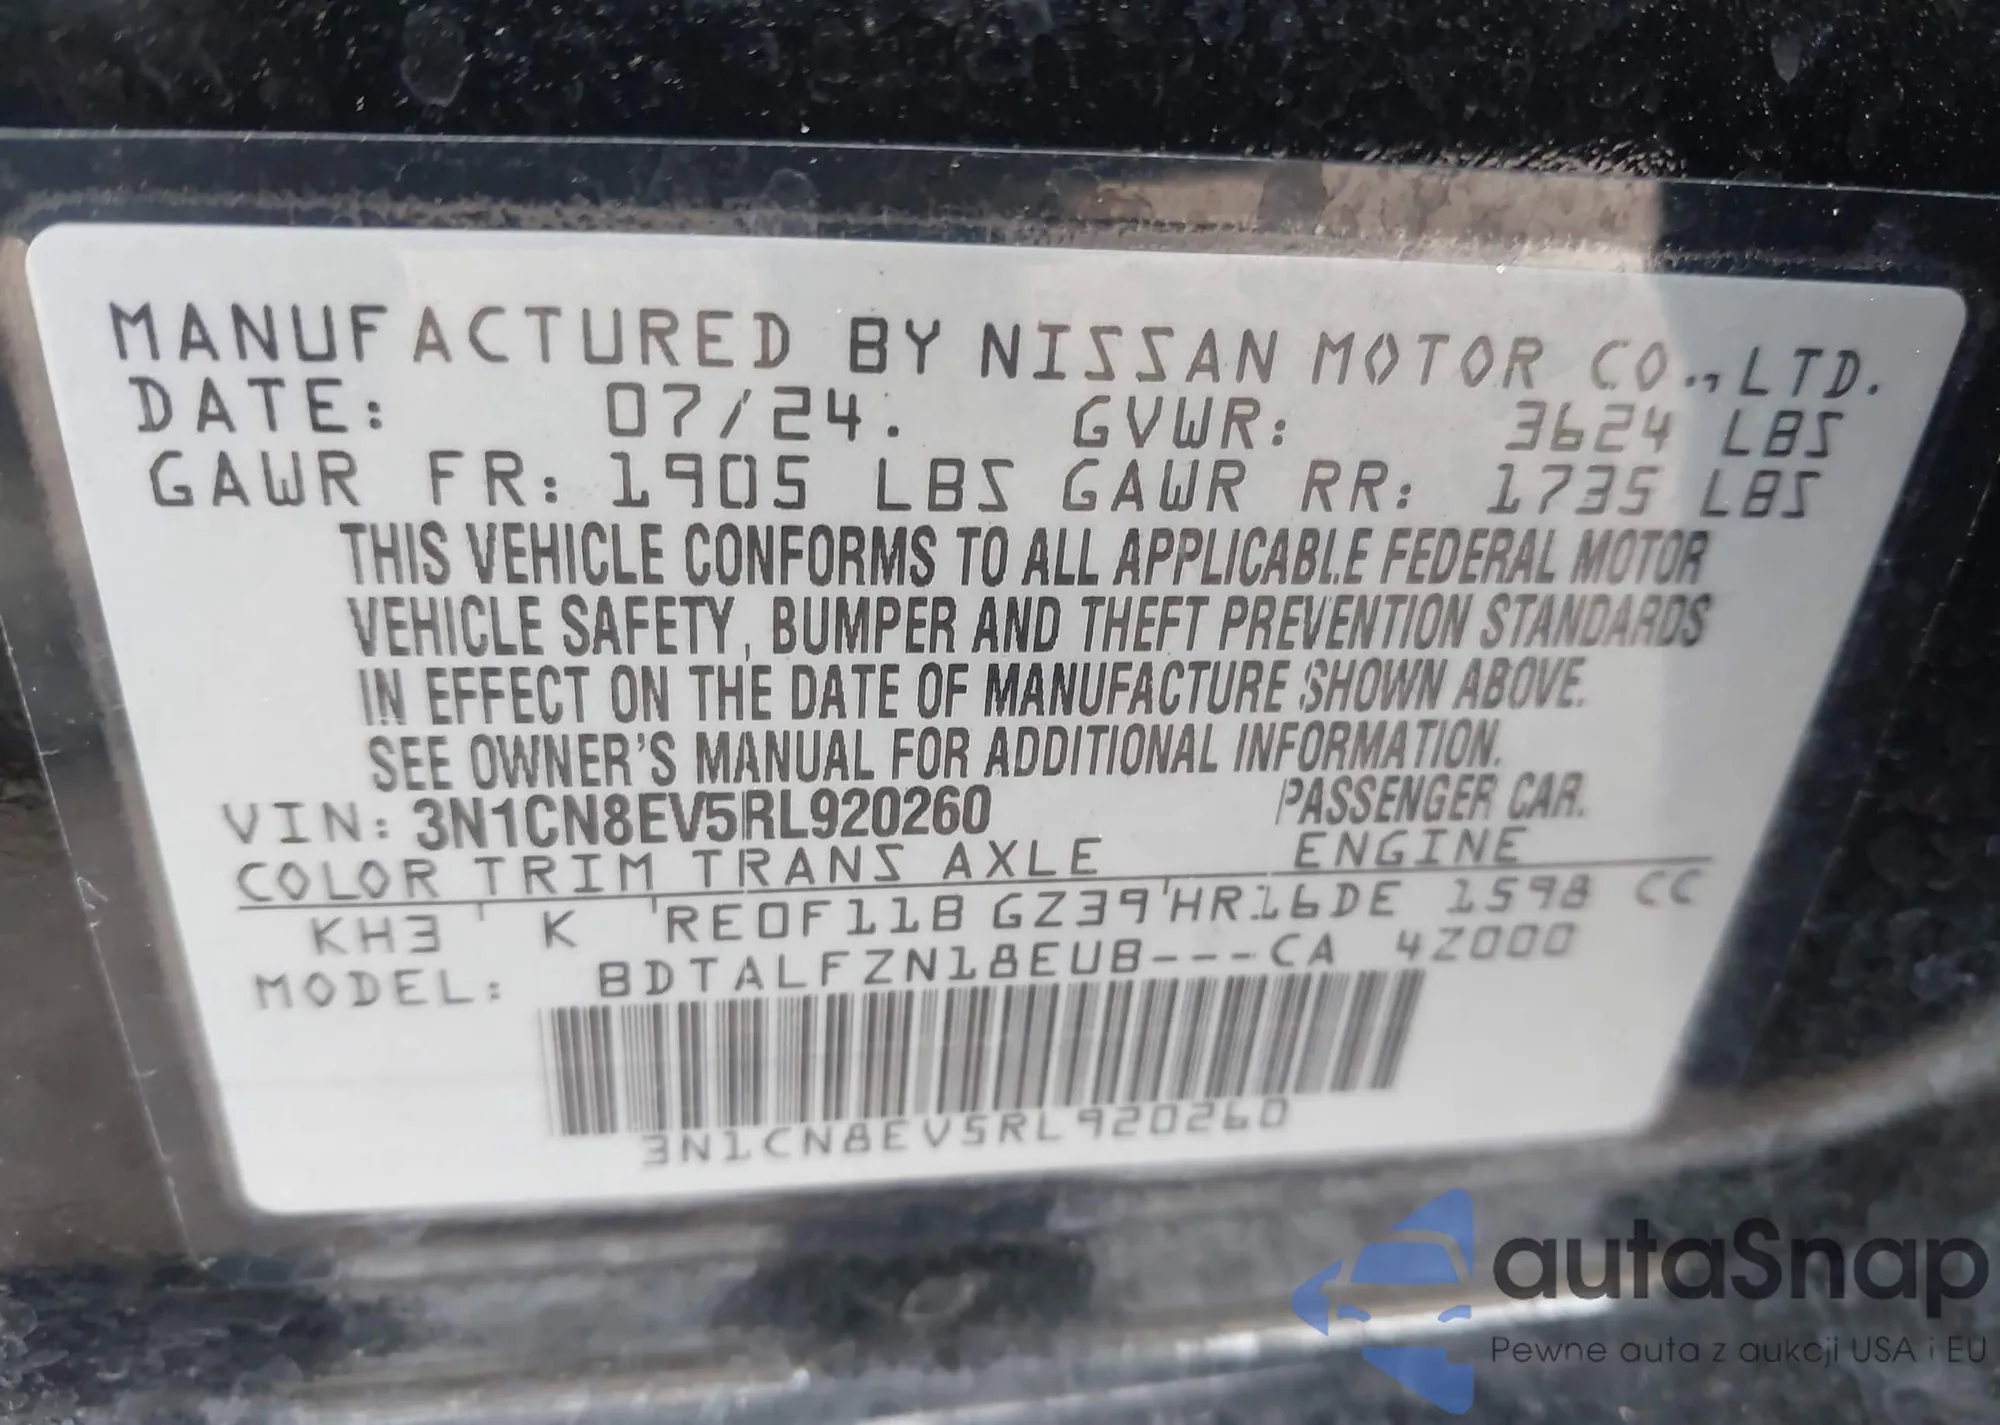 MANUFACTURED BY NISSAN MOTOR CO., LTD.
DATE: 07/24. GVWR: 3624 LBS
GAWR FR: 1905 LBS GAWR RR: 1735 LBS
THIS VEHICLE CONFORMS TO ALL APPLICABLE FEDERAL MOTOR
VEHICLE SAFETY, BUMPER AND THEFT PREVENTION STANDARDS
IN EFFECT ON THE DATE OF MANUFACTURE SHOWN ABOVE.
SEE OWNER'S MANUAL FOR ADDITIONAL INFORMATION.
VIN: 3N1CN8EV5RL920260 PASSENGER CAR.
COLOR TRIM TRANS AXLE ENGINE
KH3 K RE0F11B GZ39 HR16DE 1598 CC
MODEL: BDTALFZN18EUB---CA 4Z000
3N1CN8EV5RL920260
autaSnap
Pewne auta z aukcji USA i EU